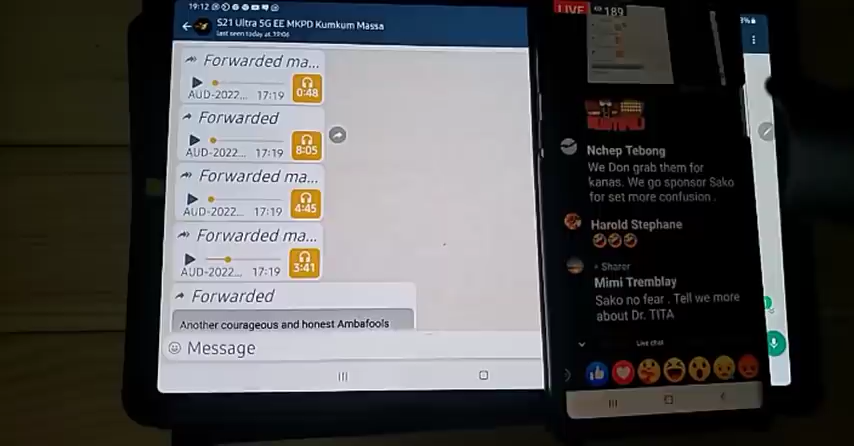 19:12
S21 Ultra 5G EE MKPD Kumkum Massa
last seen today at 19:06
Forwarded ma...
AUD-2022... 17:19 0:48
Forwarded
AUD-2022... 17:19 8:05
Forwarded ma...
AUD-2022... 17:19 4:45
Forwarded ma...
AUD-2022... 17:19 3:41
Forwarded
Another courageous and honest Ambafools
Message
LIVE 189
Nchep Tebong
We Don grab them for
kanas. We go sponsor Sako
for set more confusion .
Harold Stephane
+ Sharer
Mimi Tremblay
Sako no fear . Tell we more
about Dr. TITA
Live chat